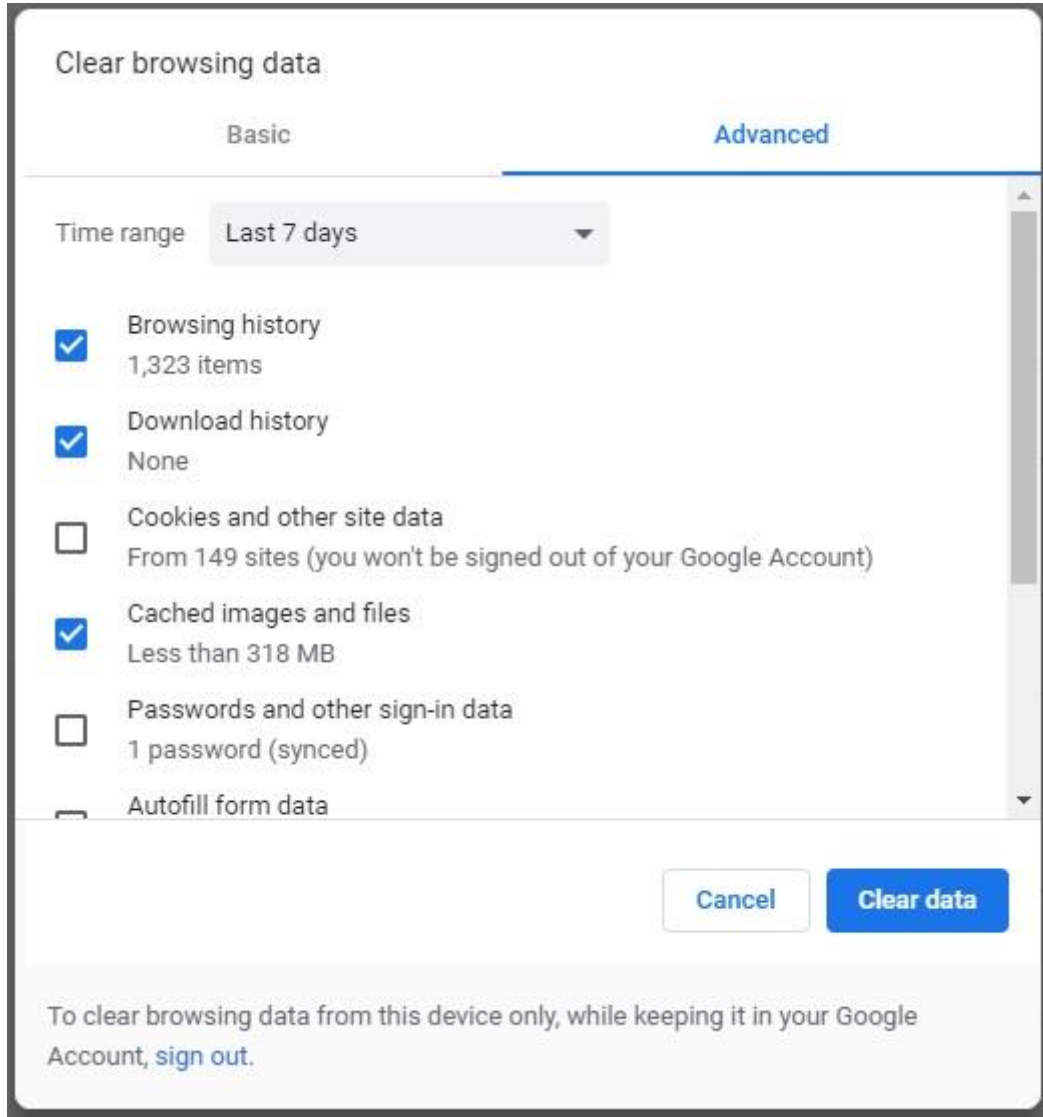 Clear browsing data
Basic
Advanced
Time range
Last 7 days
Browsing history
1,323 items
Download history
None
Cookies and other site data
From 149 sites (you won't be signed out of your Google Account)
Cached images and files
Less than 318 MB
Passwords and other sign-in data
1 password (synced)
Autofill form data
Cancel
Clear data
To clear browsing data from this device only, while keeping it in your Google
Account, sign out.